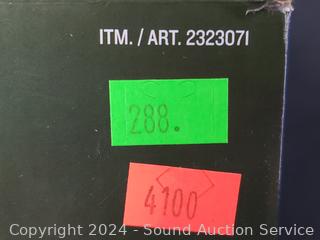 ITM. / ART. 2323071
288.
4100
Copyright © 2024 - Sound Auction Service